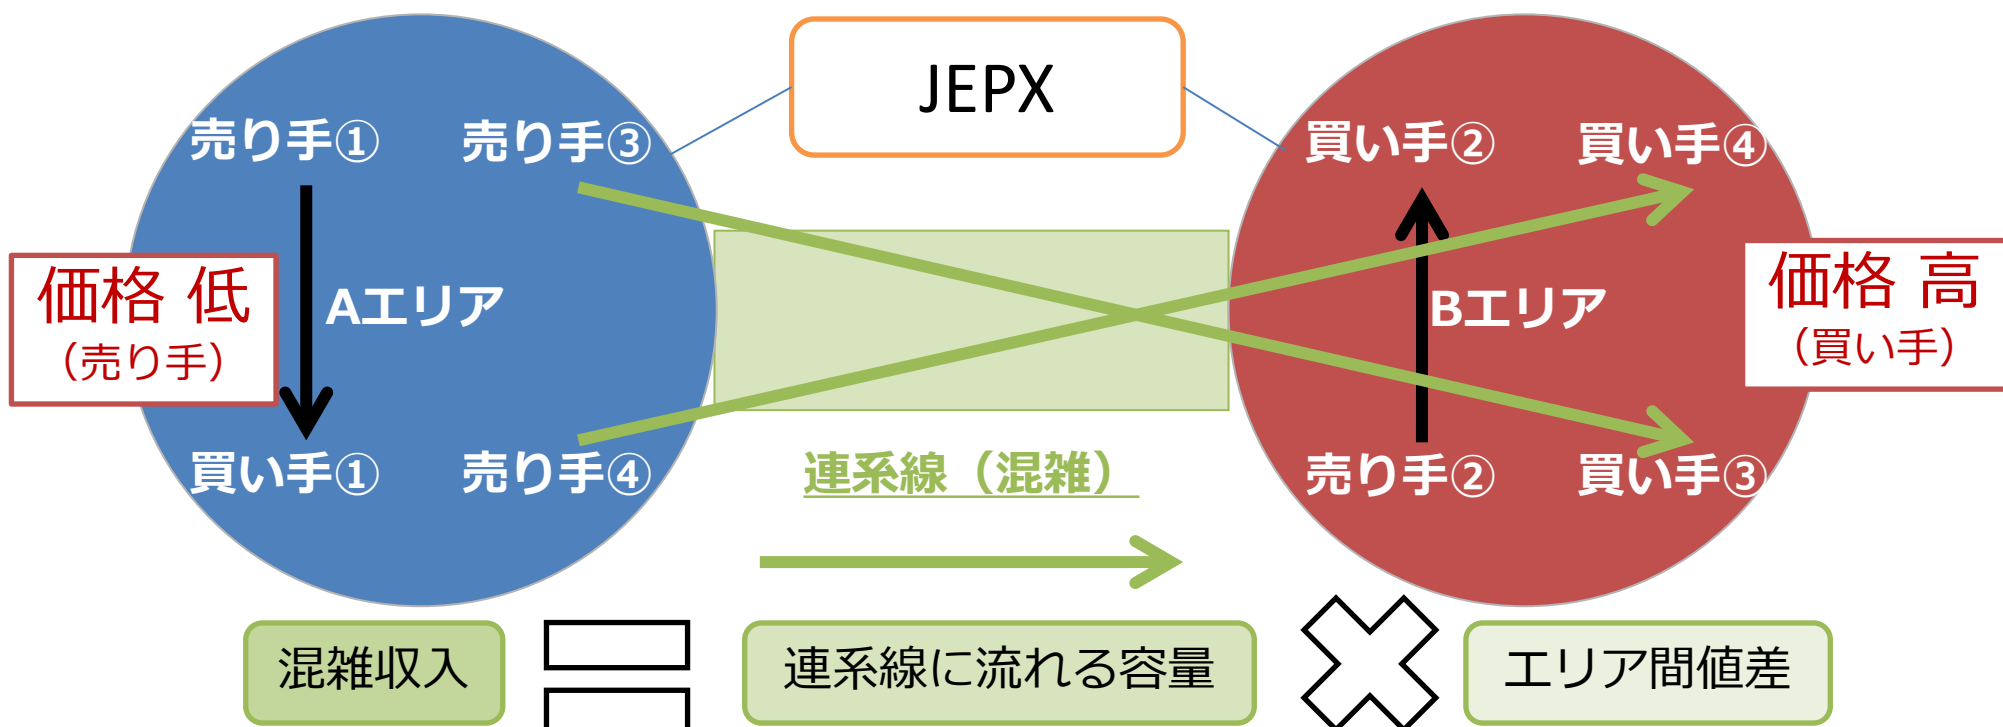 JEPX
売り手①
売り手③
買い手②
買い手④
価格 低
（売り手）
Aエリア
Bエリア
価格 高
（買い手）
買い手①
売り手④
連系線（混雑）
売り手②
買い手③
混雑収入
連系線に流れる容量
エリア間値差